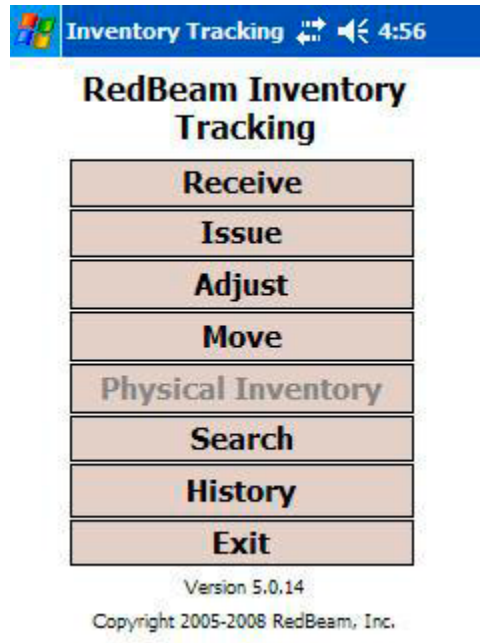 Inventory Tracking 4:56
RedBeam Inventory
Tracking
Receive
Issue
Adjust
Move
Physical Inventory
Search
History
Exit
Version 5.0.14
Copyright 2005-2008 RedBeam, Inc.